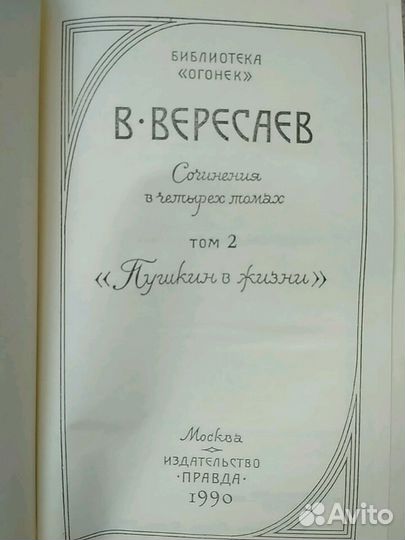 БИБЛИОТЕКА
«ОГОНЕК»
В·ВЕРЕСАЕВ
Сочинения
в четырех томах
ТОМ 2
«Пушкин в жизни»
Москва
ИЗДАТЕЛЬСТВО
·ПРАВДА·
1990
Avito